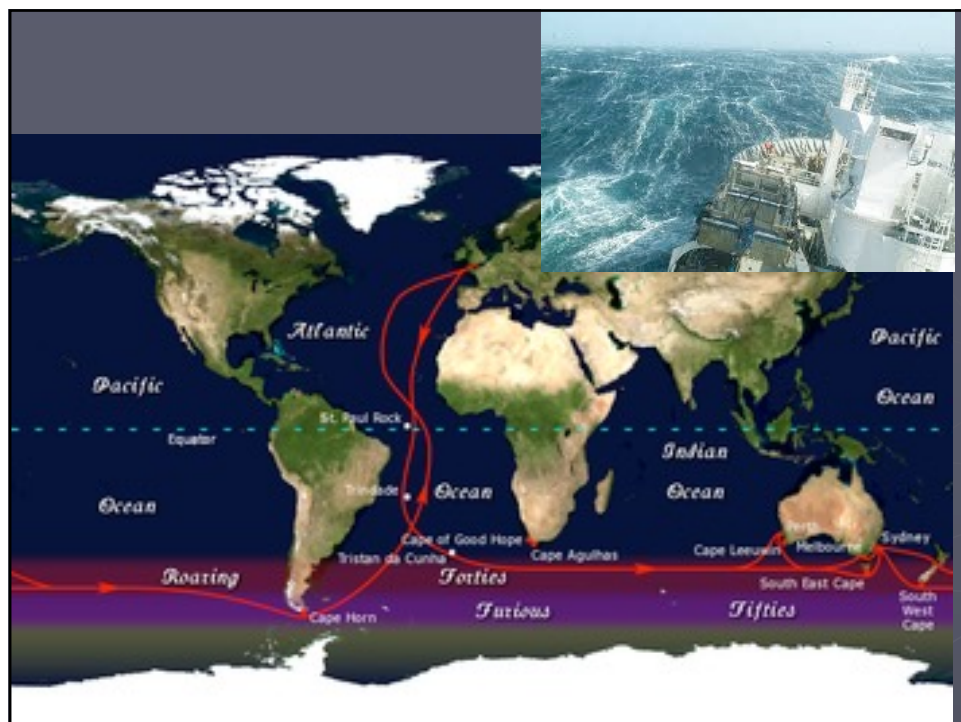 Atlantic
Pacific
Pacific
Ocean
St. Paul Rock
Equator
Indian
Ocean
Trindade
Ocean
Ocean
Cape of Good Hope
Perth
Sydney
Cape Leeuwin
Melbourne
Tristan da Cunha
Cape Agulhas
Roaring
Forties
South East Cape
Furious
Fifties
South
West
Cape
Cape Horn